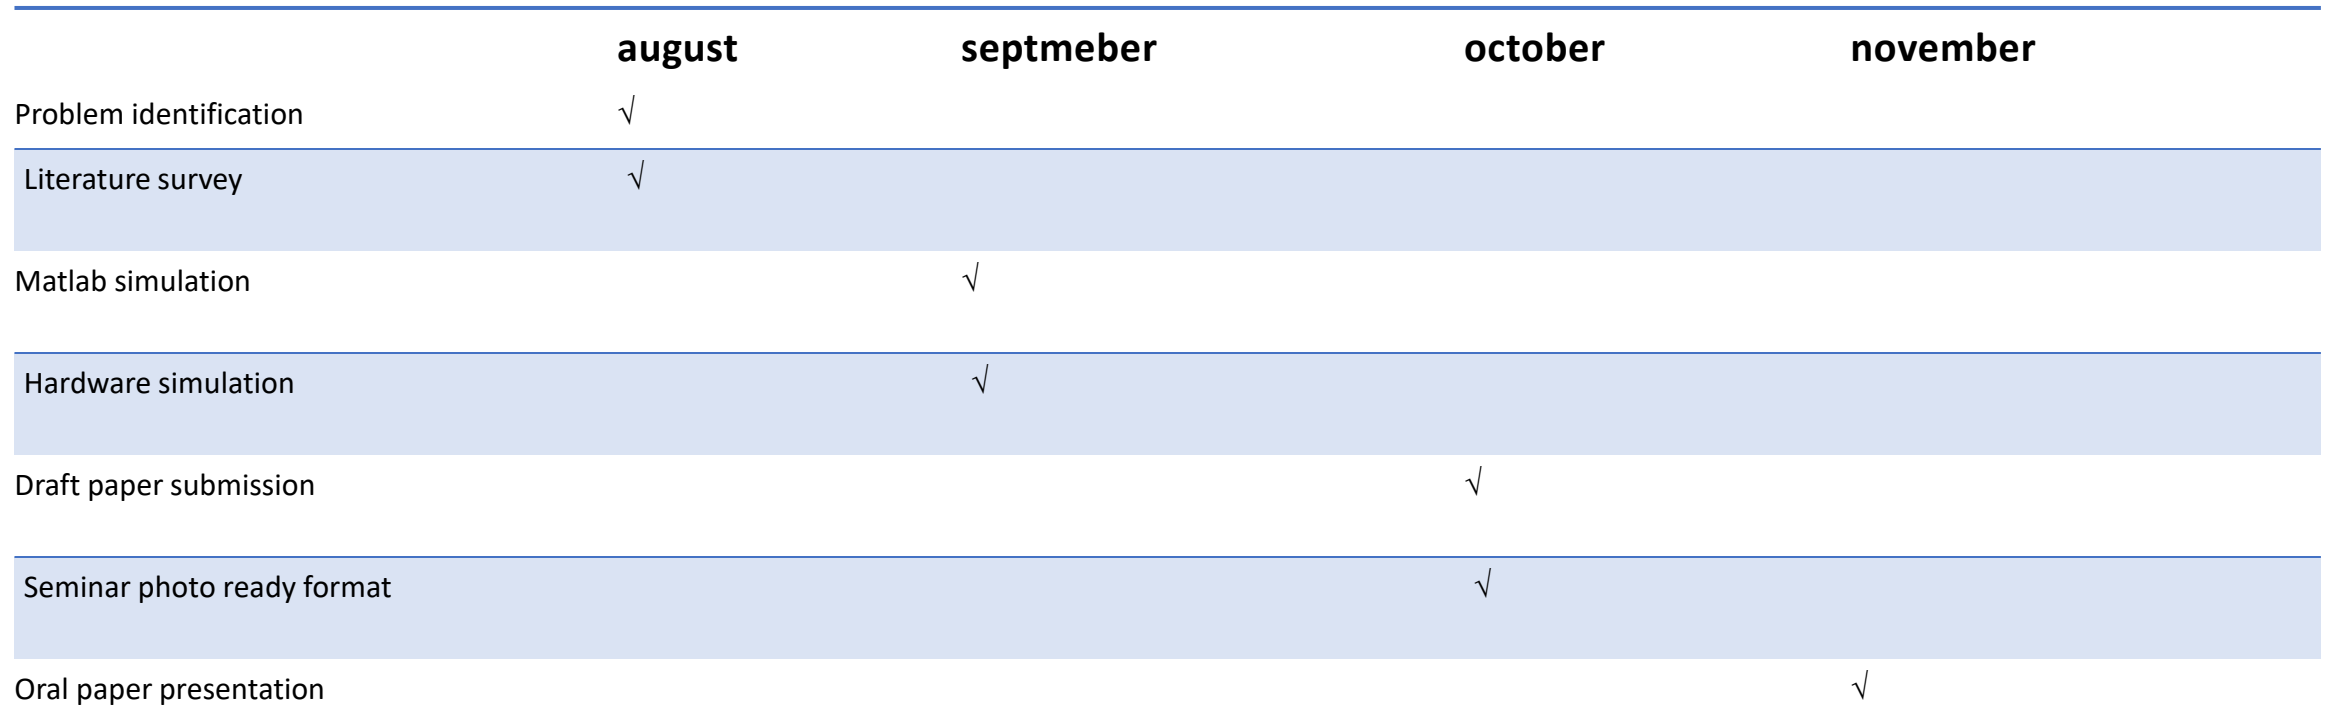 august septmeber october november
Problem identification √
Literature survey √
Matlab simulation √
Hardware simulation √
Draft paper submission √
Seminar photo ready format √
Oral paper presentation √